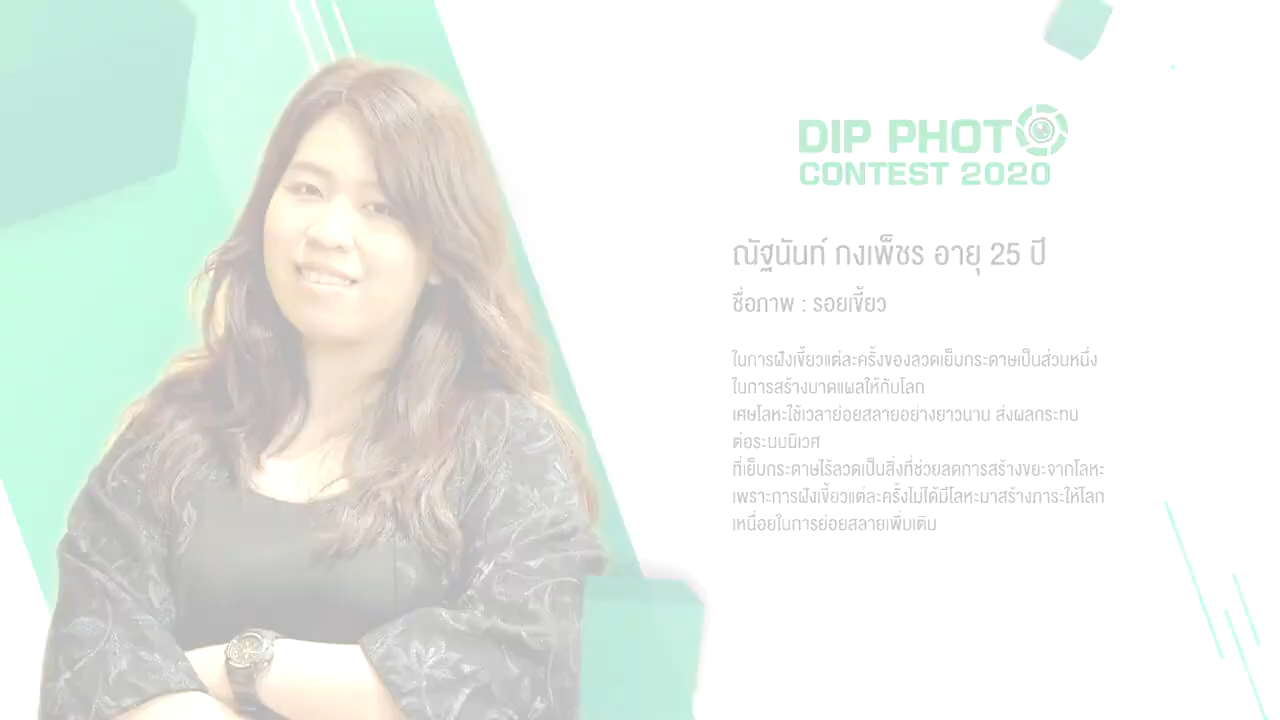 DIP PHOTO
CONTEST 2020
ณัฐนันท์ กงเพ็ชร อายุ 25 ปี
ชื่อภาพ : รอยเขี้ยว
ในการฝังเขี้ยวแต่ละครั้งของลวดเย็บกระดาษเป็นส่วนหนึ่ง
ในการสร้างบาดแผลให้กับโลก
เศษโลหะใช้เวลาย่อยสลายอย่างยาวนาน ส่งผลกระทบ
ต่อระบบนิเวศ
ที่เย็บกระดาษไร้ลวดเป็นสิ่งที่ช่วยลดการสร้างขยะจากโลหะ
เพราะการฝังเขี้ยวแต่ละครั้งไม่ได้มีโลหะมาสร้างภาระให้โลก
เหนื่อยในการย่อยสลายเพิ่มเติม